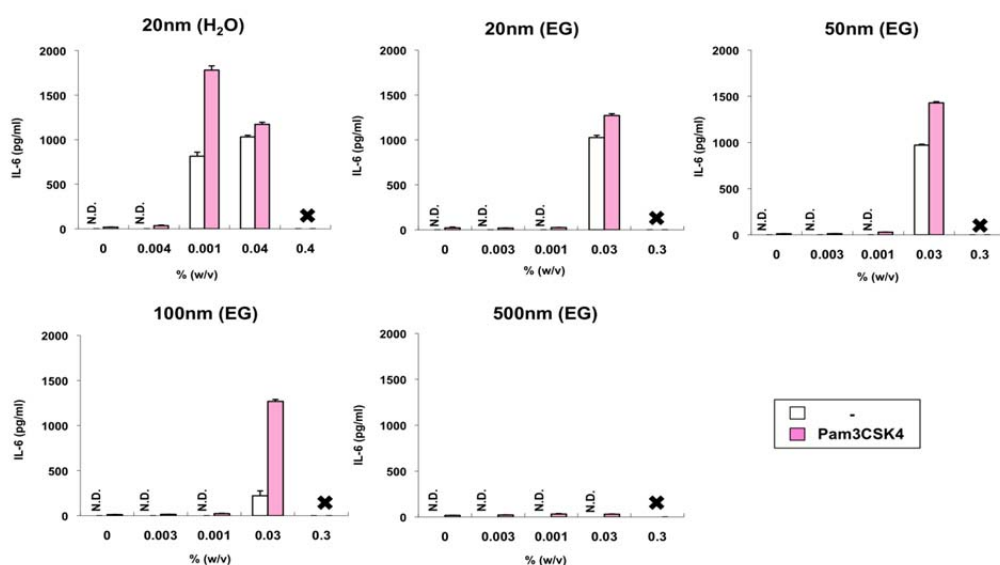 20nm (H2O)
IL-6 (pg/ml)
2000
1500
1000
500
0
N.D.
N.D.
0
0.004
0.001
0.04
0.4
% (w/v)
20nm (EG)
IL-6 (pg/ml)
2000
1500
1000
500
0
N.D.
N.D.
N.D.
0
0.003
0.001
0.03
0.3
% (w/v)
50nm (EG)
IL-6 (pg/ml)
2000
1500
1000
500
0
N.D.
N.D.
N.D.
0
0.003
0.001
0.03
0.3
% (w/v)
100nm (EG)
IL-6 (pg/ml)
2000
1500
1000
500
0
N.D.
N.D.
N.D.
0
0.003
0.001
0.03
0.3
% (w/v)
500nm (EG)
IL-6 (pg/ml)
2000
1500
1000
500
0
N.D.
N.D.
N.D.
N.D.
0
0.003
0.001
0.03
0.3
% (w/v)
-
Pam3CSK4